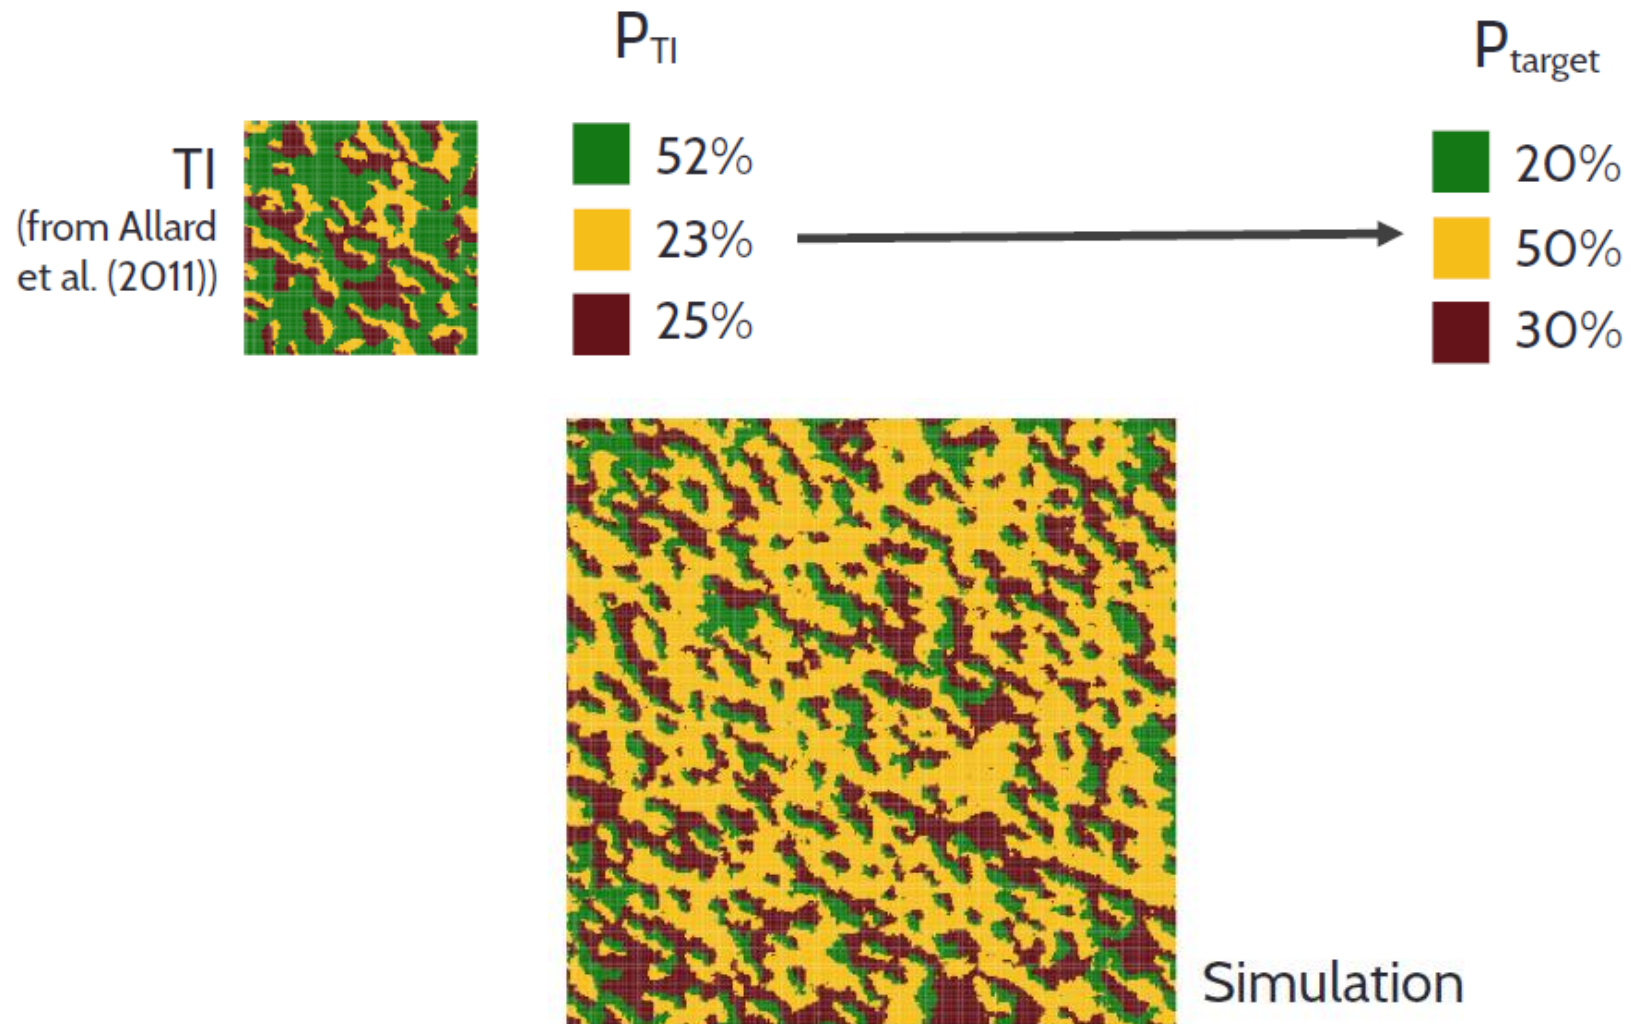 P_TI
P_target
TI
(from Allard
et al. (2011))
52%
23%
25%
20%
50%
30%
Simulation